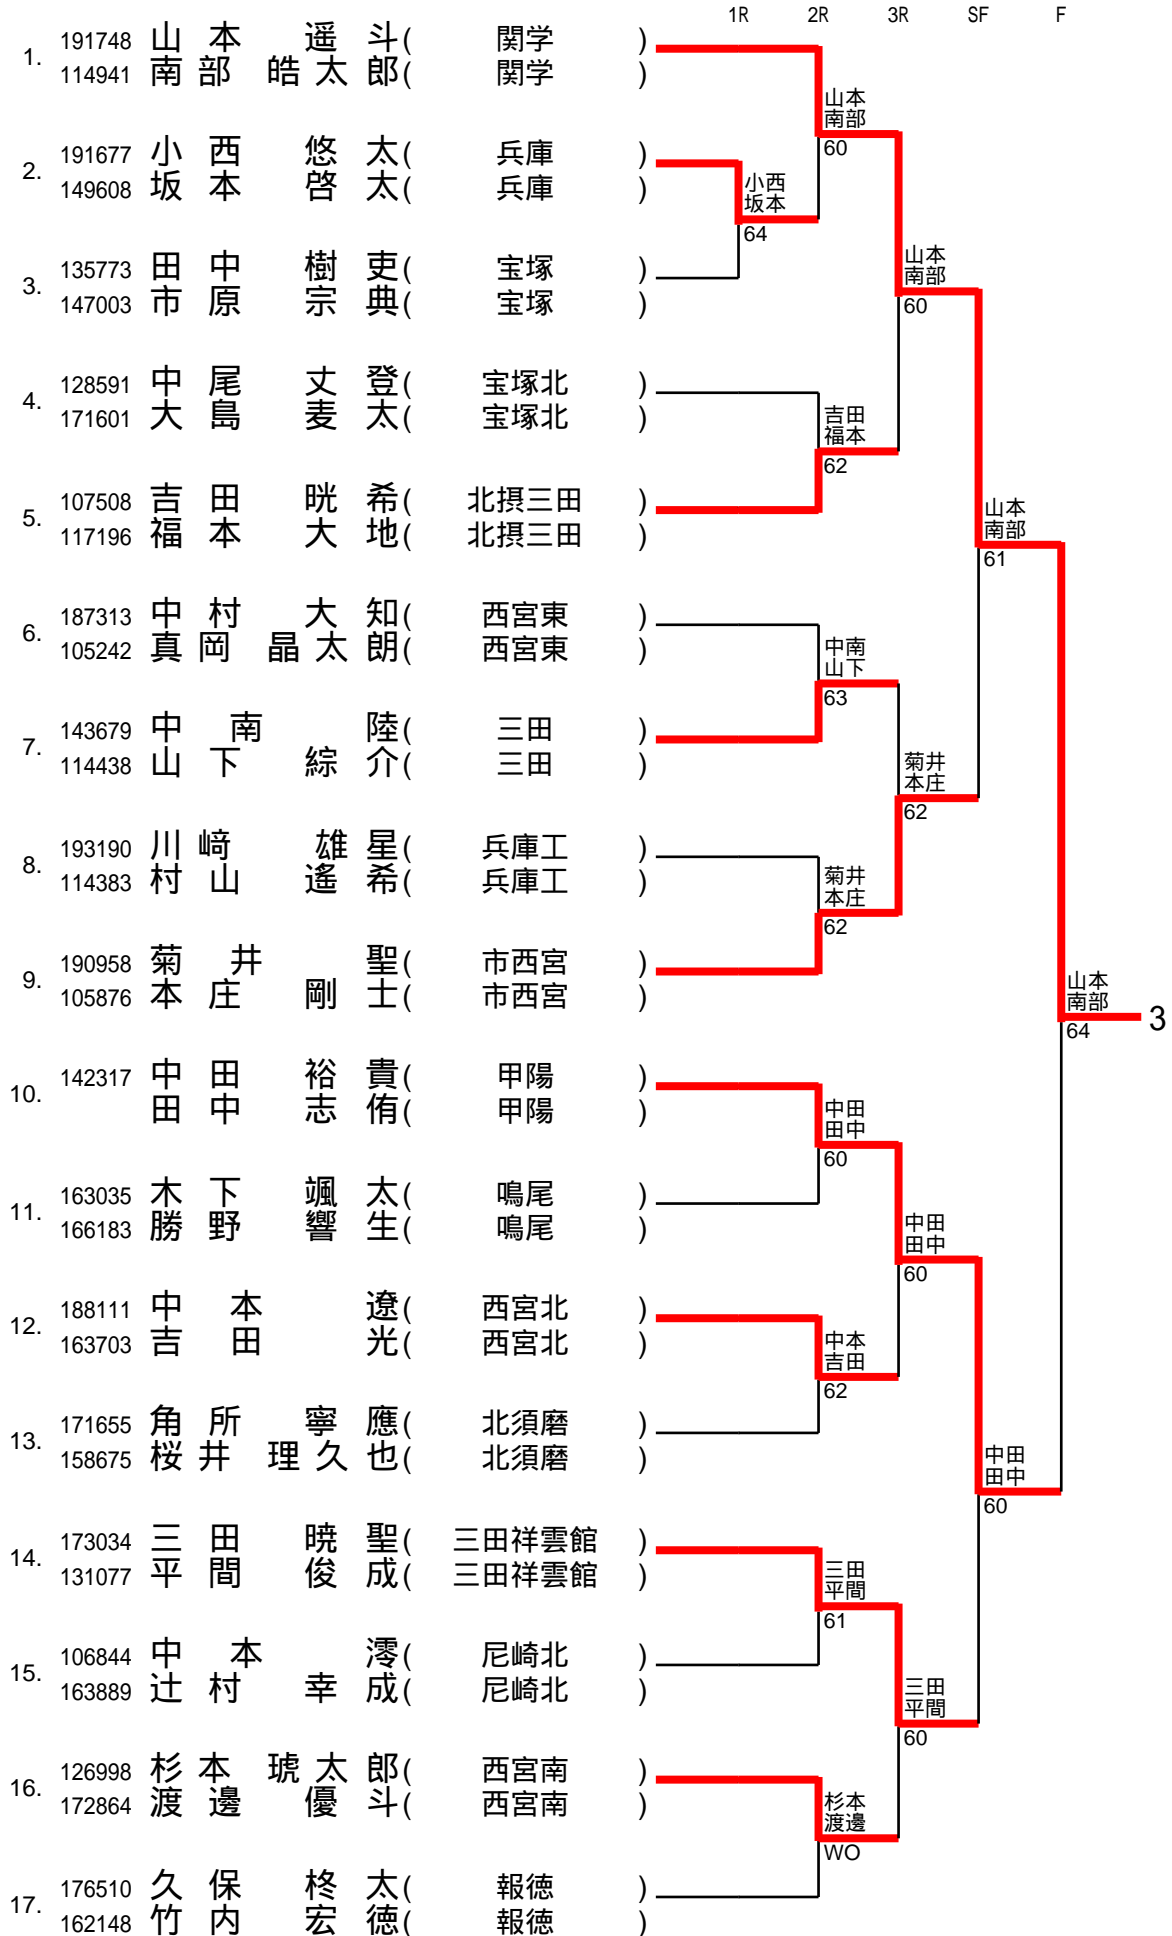 1R 2R 3R SF F
1. 191748 山本 遥斗( 関学 )
114941 南部 皓太郎( 関学 )
山本
南部
60
2. 191677 小西 悠太( 兵庫 )
149608 坂本 啓太( 兵庫 )
小西
坂本
64
3. 135773 田中 樹吏( 宝塚 )
147003 市原 宗典( 宝塚 )
山本
南部
60
4. 128591 中尾 丈登( 宝塚北 )
171601 大島 麦太( 宝塚北 )
吉田
福本
62
5. 107508 吉田 晄希( 北摂三田 )
117196 福本 大地( 北摂三田 )
山本
南部
61
6. 187313 中村 大知( 西宮東 )
105242 真岡 晶太朗( 西宮東 )
中南
山下
63
7. 143679 中南 陸( 三田 )
114438 山下 綜介( 三田 )
菊井
本庄
62
8. 193190 川﨑 雄星( 兵庫工 )
114383 村山 遙希( 兵庫工 )
菊井
本庄
62
9. 190958 菊井 聖( 市西宮 )
105876 本庄 剛士( 市西宮 )
山本
南部
64
3
10. 142317 中田 裕貴( 甲陽 )
田中 志侑( 甲陽 )
中田
田中
60
11. 163035 木下 颯太( 鳴尾 )
166183 勝野 響生( 鳴尾 )
中田
田中
60
12. 188111 中本 遼( 西宮北 )
163703 吉田 光( 西宮北 )
中本
吉田
62
13. 171655 角所 寧應( 北須磨 )
158675 桜井 理久也( 北須磨 )
中田
田中
60
14. 173034 三田 暁聖( 三田祥雲館 )
131077 平間 俊成( 三田祥雲館 )
三田
平間
61
15. 106844 中本 澪( 尼崎北 )
163889 辻村 幸成( 尼崎北 )
三田
平間
60
16. 126998 杉本 琥太郎( 西宮南 )
172864 渡邊 優斗( 西宮南 )
杉本
渡邊
WO
17. 176510 久保 柊太( 報徳 )
162148 竹内 宏徳( 報徳 )